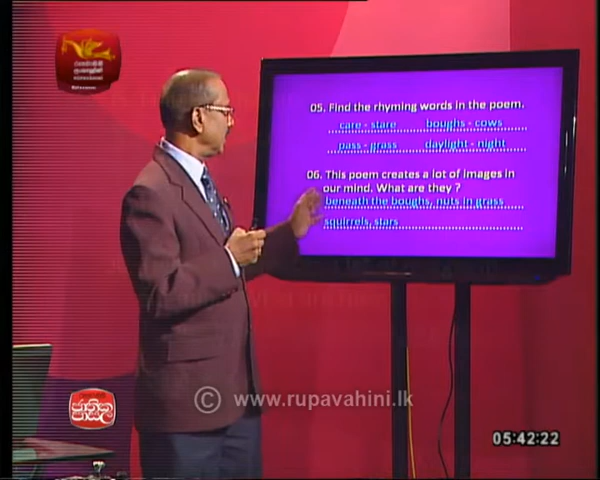 05. Find the rhyming words in the poem.
care - stare boughs - cows
pass - grass daylight - night
06. This poem creates a lot of images in
our mind. What are they ?
beneath the boughs, nuts in grass
squirrels, stars
© www.rupavahini.lk
05:42:22